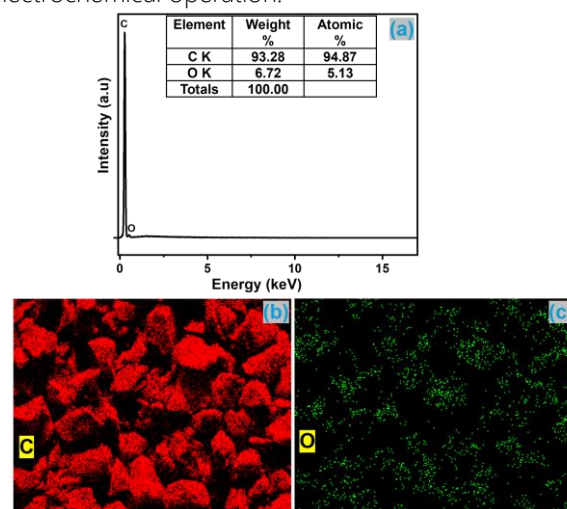 lectrochemical operation.
C
Element Weight % Atomic %
C K 93.28 94.87
O K 6.72 5.13
Totals 100.00
(a)
Intensity (a.u)
O
0 5 10 15
Energy (keV)
(b) (c)
C O